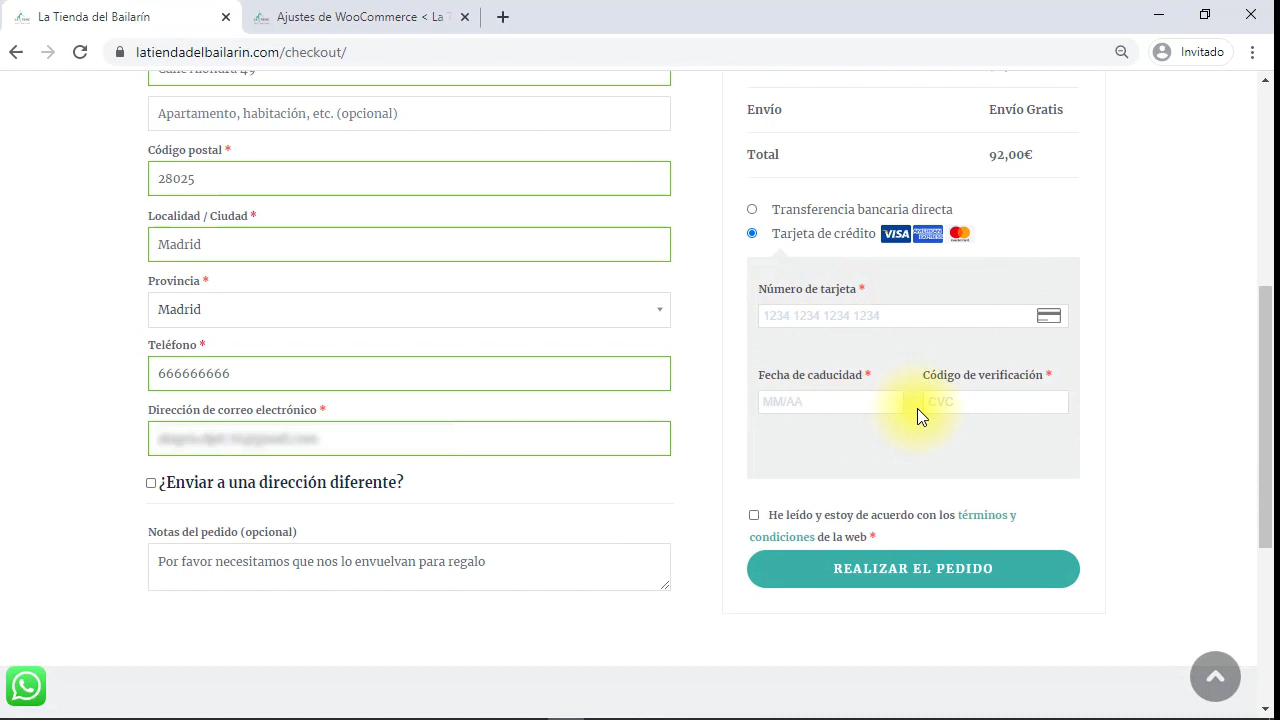 La Tienda del Bailarín
Ajustes de WooCommerce < La T
latiendadelbailarin.com/checkout/
Invitado
Apartamento, habitación, etc. (opcional)
Código postal *
28025
Localidad / Ciudad *
Madrid
Provincia *
Madrid
Teléfono *
666666666
Dirección de correo electrónico *
¿Enviar a una dirección diferente?
Notas del pedido (opcional)
Por favor necesitamos que nos lo envuelvan para regalo
Envío Envío Gratis
Total 92,00€
Transferencia bancaria directa
Tarjeta de crédito VISA
Número de tarjeta *
1234 1234 1234 1234
Fecha de caducidad * Código de verificación *
MM/AA CVC
He leído y estoy de acuerdo con los términos y
condiciones de la web *
REALIZAR EL PEDIDO